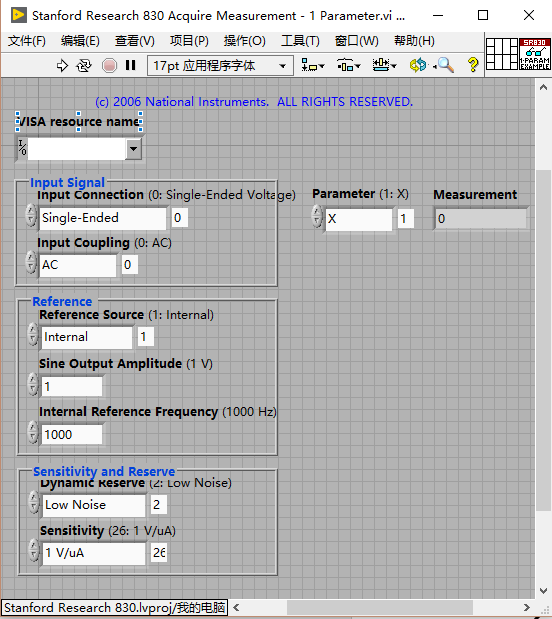 Stanford Research 830 Acquire Measurement - 1 Parameter.vi ...
文件(F) 编辑(E) 查看(V) 项目(P) 操作(O) 工具(T) 窗口(W) 帮助(H)
SR830
1-PARAM
EXAMPLE
17pt 应用程序字体
(c) 2006 National Instruments. ALL RIGHTS RESERVED.
VISA resource name
I/O
Input Signal
Input Connection (0: Single-Ended Voltage)
Single-Ended 0
Input Coupling (0: AC)
AC 0
Parameter (1: X)
X 1
Measurement
0
Reference
Reference Source (1: Internal)
Internal 1
Sine Output Amplitude (1 V)
1
Internal Reference Frequency (1000 Hz)
1000
Sensitivity and Reserve
Dynamic Reserve (2: Low Noise)
Low Noise 2
Sensitivity (26: 1 V/uA)
1 V/uA 26
Stanford Research 830.lvproj/我的电脑